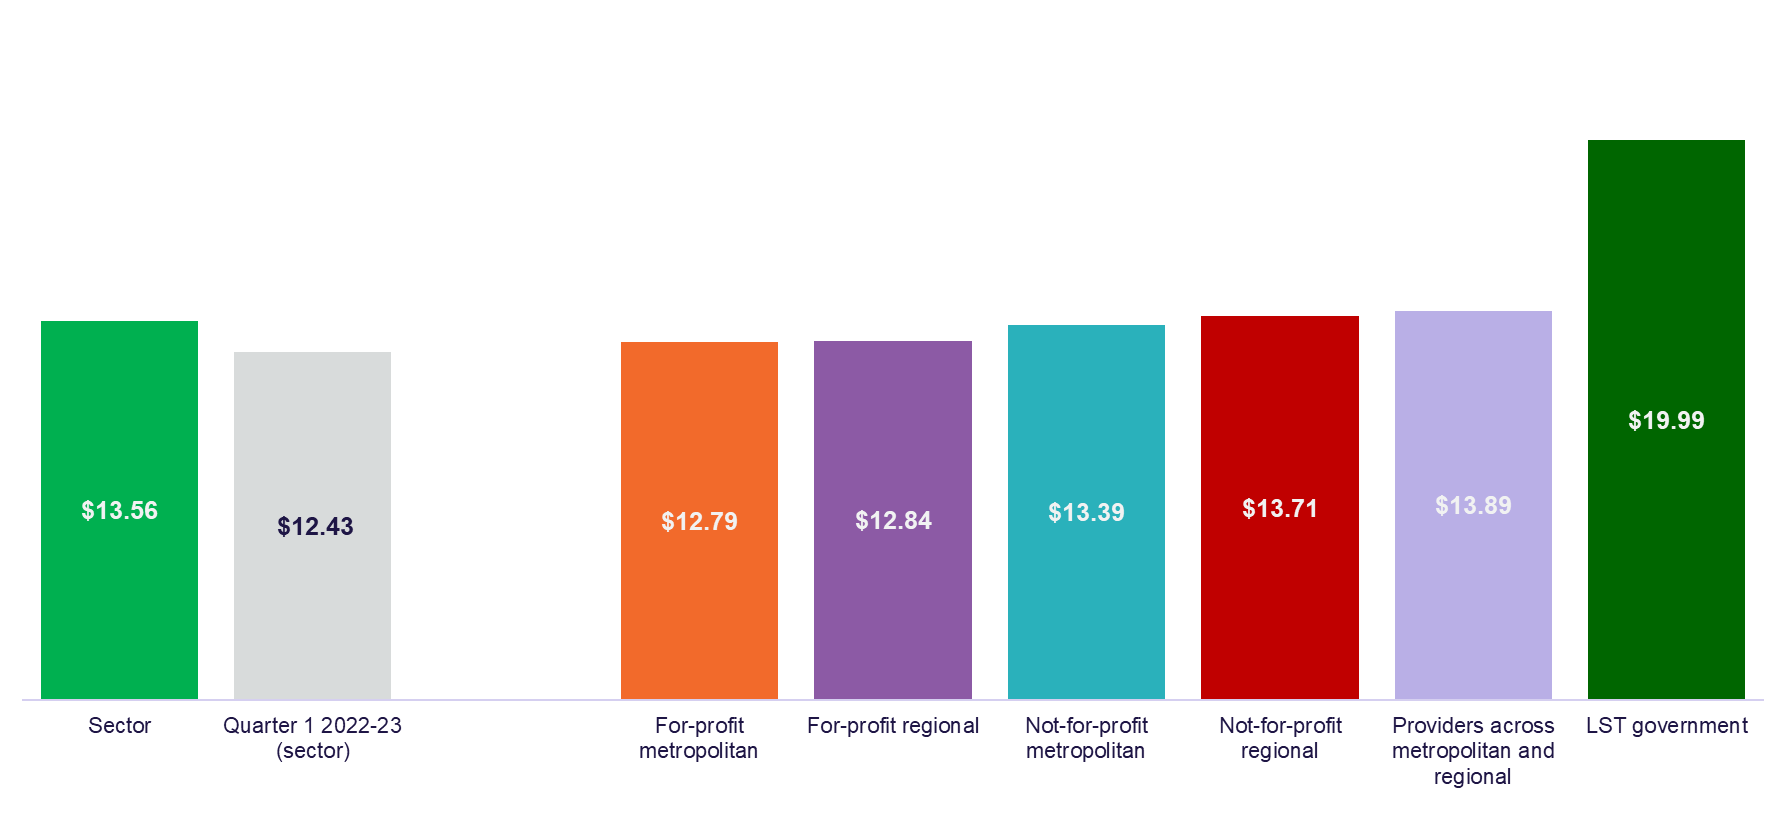 $13.56
$12.43
$12.79
$12.84
$13.39
$13.71
$13.89
$19.99
Sector
Quarter 1 2022-23
(sector)
For-profit
metropolitan
For-profit regional
Not-for-profit
metropolitan
Not-for-profit
regional
Providers across
metropolitan and
regional
LST government